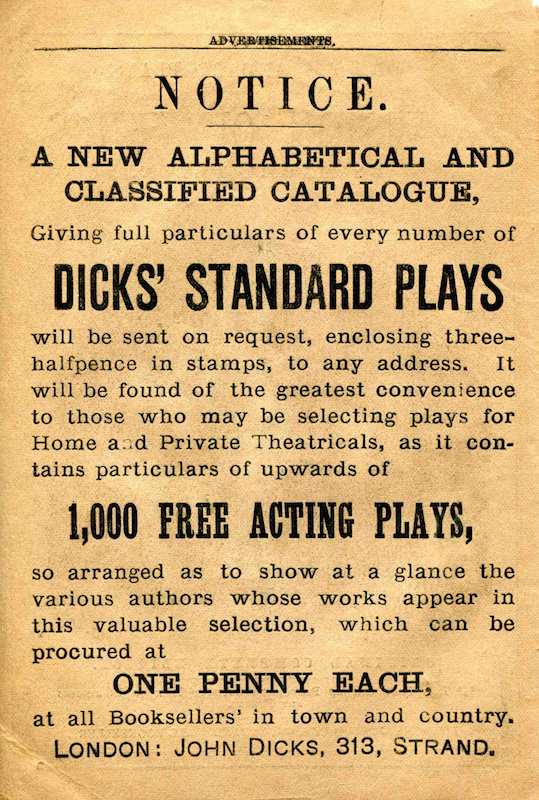 ADVERTISEMENTS.
NOTICE.
A NEW ALPHABETICAL AND
CLASSIFIED CATALOGUE,
Giving full particulars of every number of
DICKS' STANDARD PLAYS
will be sent on request, enclosing three-
halfpence in stamps, to any address. It
will be found of the greatest convenience
to those who may be selecting plays for
Home and Private Theatricals, as it con-
tains particulars of upwards of
1,000 FREE ACTING PLAYS,
so arranged as to show at a glance the
various authors whose works appear in
this valuable selection, which can be
procured at
ONE PENNY EACH,
at all Booksellers' in town and country.
LONDON: JOHN DICKS, 313, STRAND.